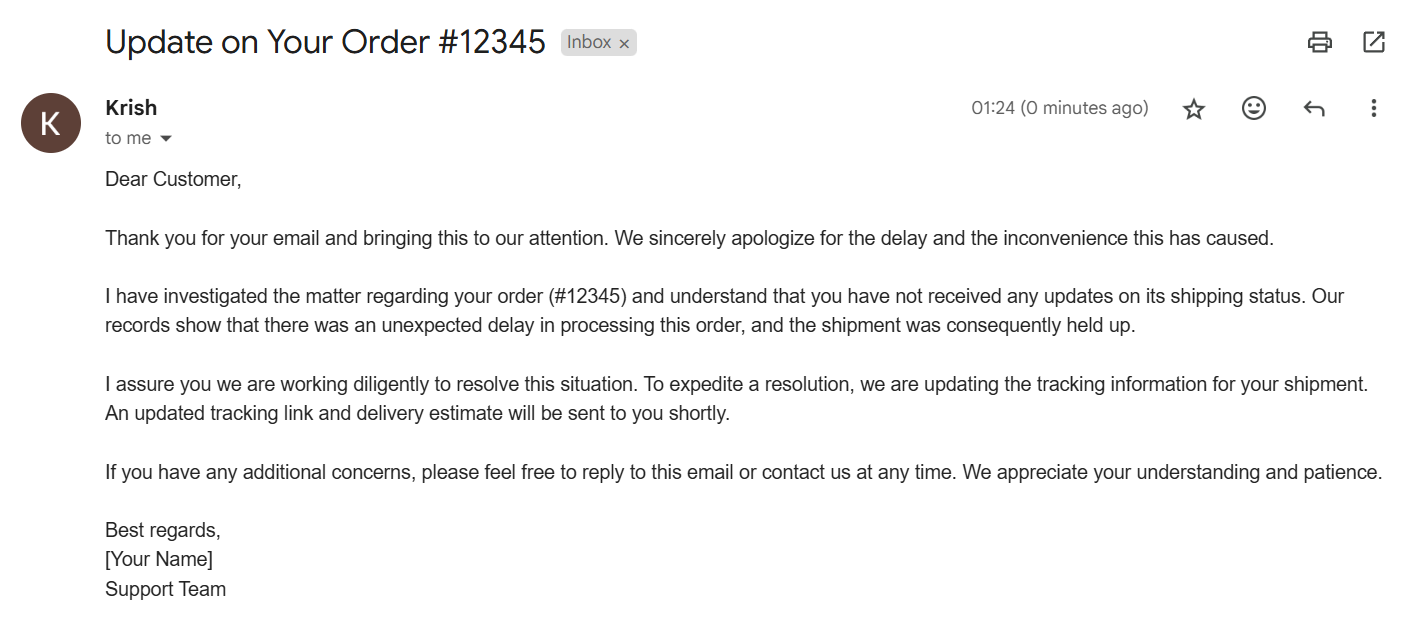 Update on Your Order #12345 Inbox ×
K
Krish 01:24 (0 minutes ago)
to me
Dear Customer,
Thank you for your email and bringing this to our attention. We sincerely apologize for the delay and the inconvenience this has caused.
I have investigated the matter regarding your order (#12345) and understand that you have not received any updates on its shipping status. Our
records show that there was an unexpected delay in processing this order, and the shipment was consequently held up.
I assure you we are working diligently to resolve this situation. To expedite a resolution, we are updating the tracking information for your shipment.
An updated tracking link and delivery estimate will be sent to you shortly.
If you have any additional concerns, please feel free to reply to this email or contact us at any time. We appreciate your understanding and patience.
Best regards,
[Your Name]
Support Team